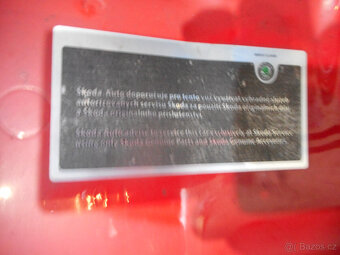 Škoda Auto doporučuje pro tento vůz využívat výhradně služeb
autorizovaných servisů Škoda za použití Škoda originálních dílů
a Škoda originálního příslušenství.
Škoda Auto advises to service this car exclusively at Škoda Service
using only Škoda Genuine Parts and Škoda Genuine Accessories.
© Bazos.cz